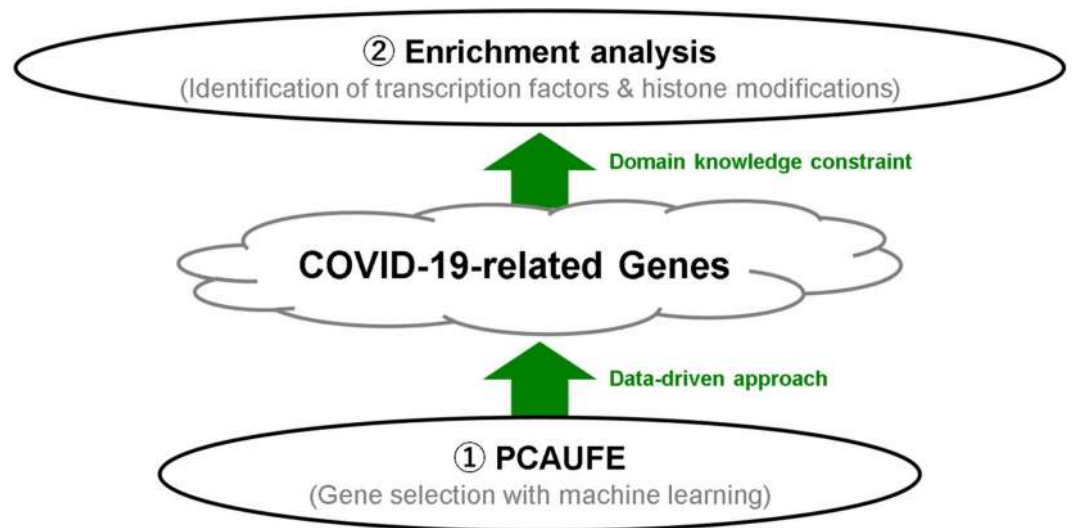 ② Enrichment analysis
(Identification of transcription factors & histone modifications)
Domain knowledge constraint
COVID-19-related Genes
Data-driven approach
① PCAUFE
(Gene selection with machine learning)